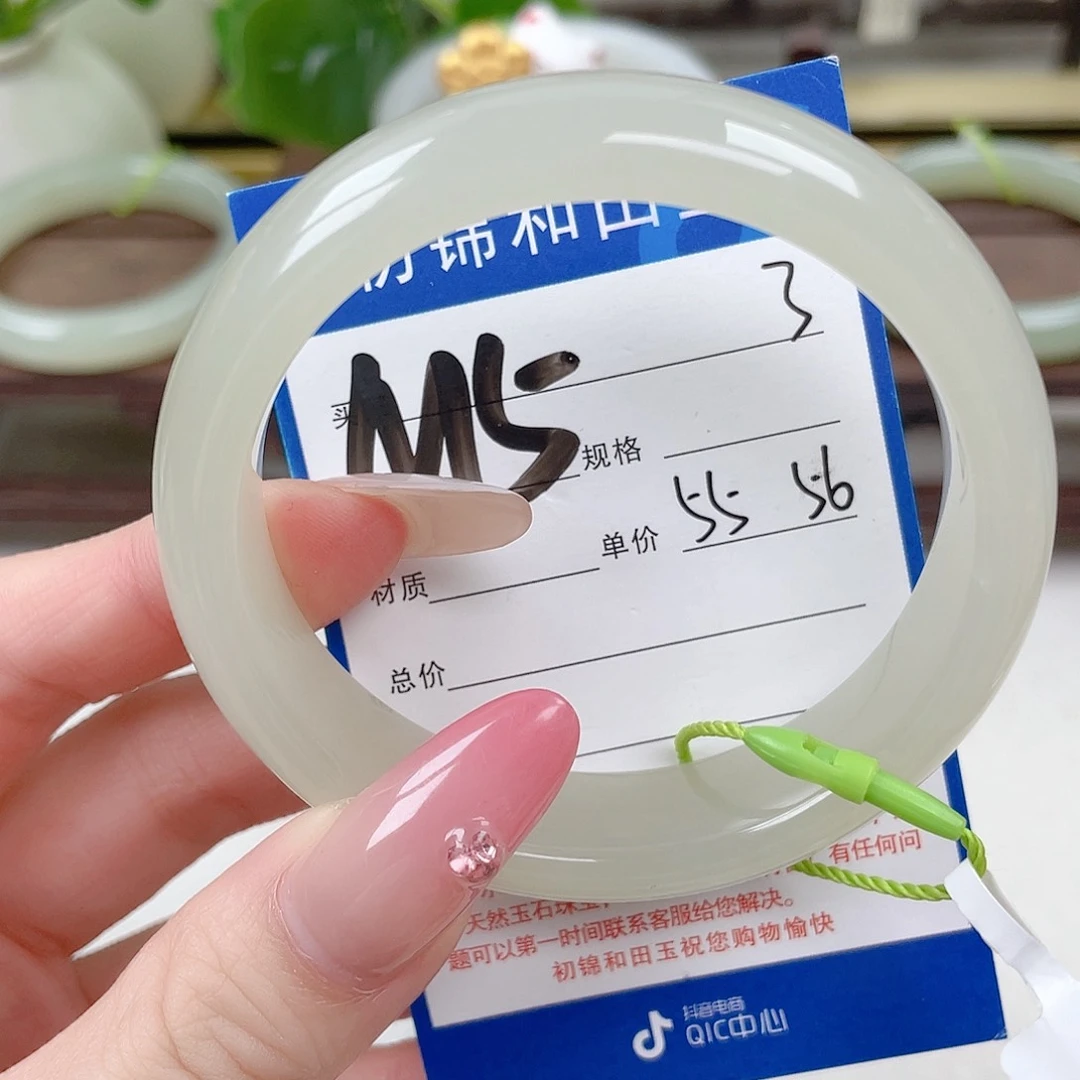 初锦和田玉
3
买
M5
规格
55 56
单价
材质
总价
有任何问
天然玉石珠宝,
题可以第一时间联系客服给您解决。
初锦和田玉祝您购物愉快
抖音电商
QIC中心